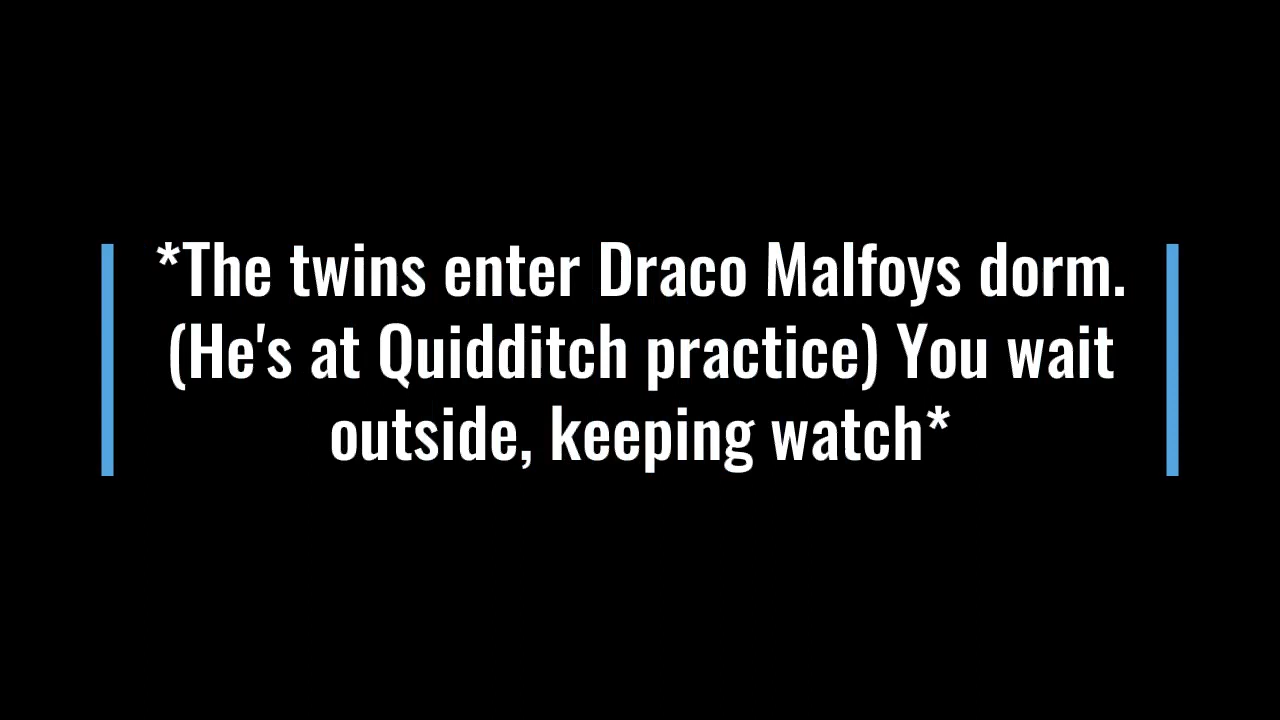 *The twins enter Draco Malfoys dorm.
(He's at Quidditch practice) You wait
outside, keeping watch*